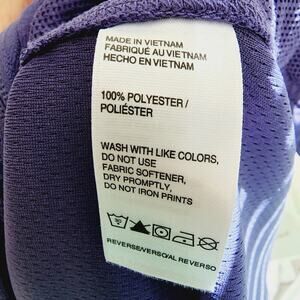 MADE IN VIETNAM
FABRIQUÉ AU VIETNAM
HECHO EN VIETNAM
100% POLYESTER /
POLIÉSTER
WASH WITH LIKE COLORS,
DO NOT USE
FABRIC SOFTENER,
DRY PROMPTLY,
DO NOT IRON PRINTS
REVERSE/VERSO/AL REVERSO